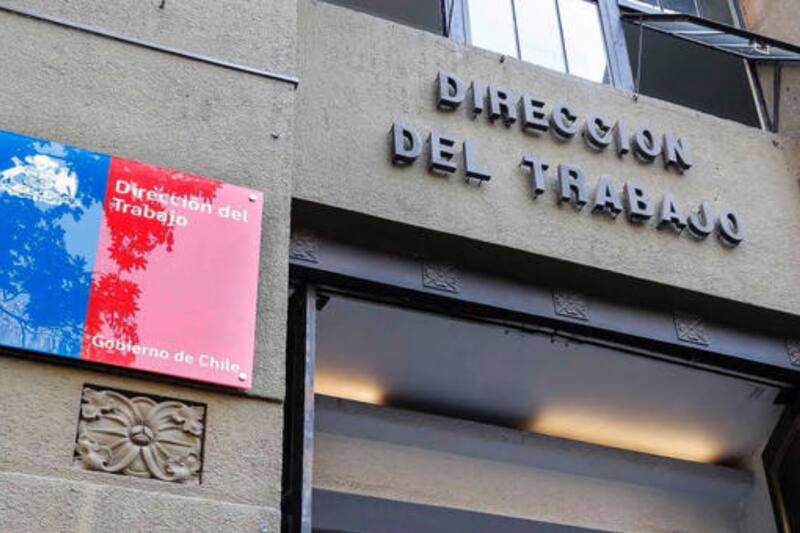 DIRECCION
DEL TRABAJO
Dirección del
Trabajo
Gobierno de Chile